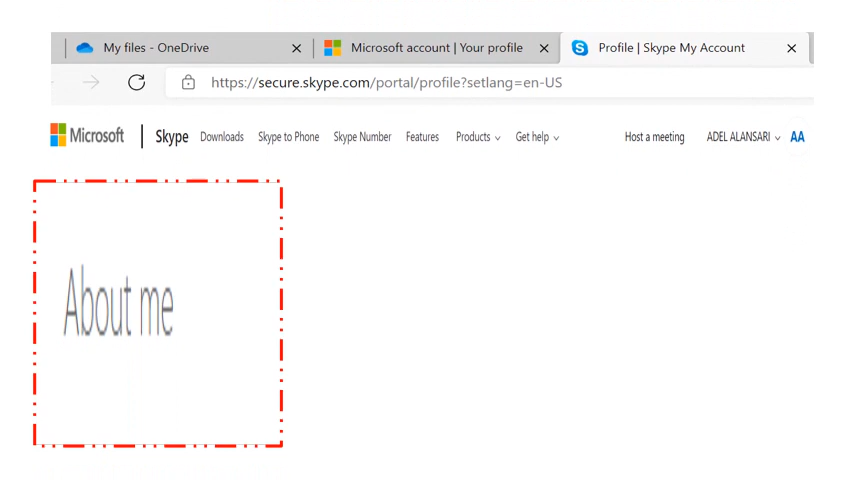 My files - OneDrive Microsoft account | Your profile Profile | Skype My Account
https://secure.skype.com/portal/profile?setlang=en-US
Microsoft Skype Downloads Skype to Phone Skype Number Features Products Get help Host a meeting ADEL ALANSARI AA
About me